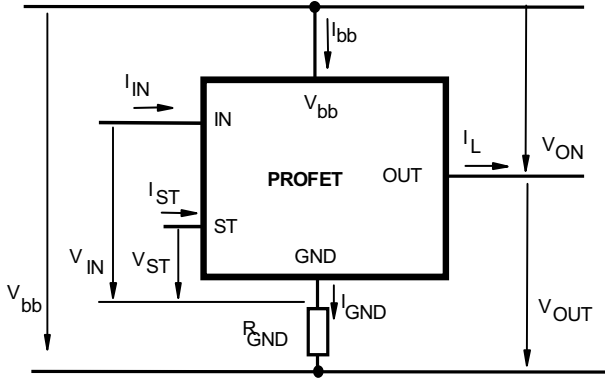 I bb
I IN
V bb
IN
I L
V ON
PROFET
OUT
I ST
ST
GND
V IN
V ST
V bb
I GND
V OUT
R GND